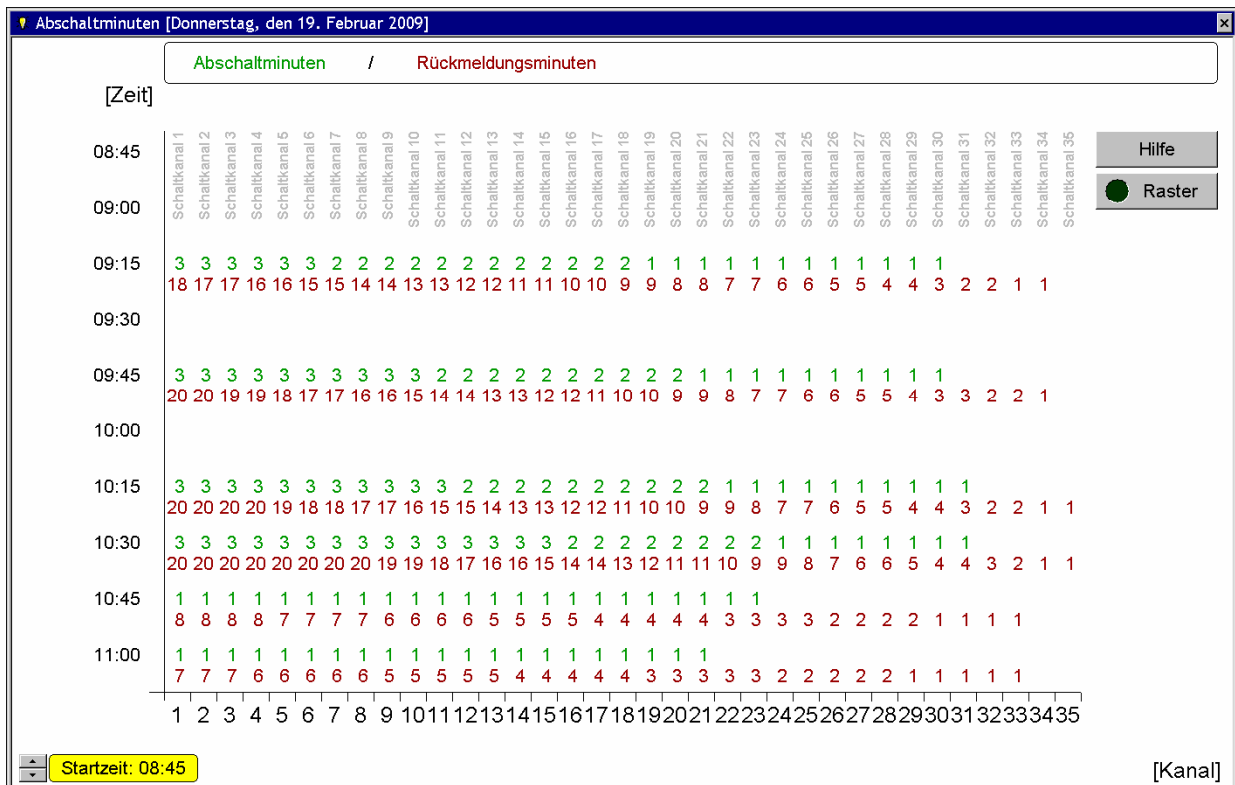 Abschaltminuten [Donnerstag, den 19. Februar 2009]
Abschaltminuten / Rückmeldungsminuten
[Zeit]
Schaltkanal 1
Schaltkanal 2
Schaltkanal 3
Schaltkanal 4
Schaltkanal 5
Schaltkanal 6
Schaltkanal 7
Schaltkanal 8
Schaltkanal 9
Schaltkanal 10
Schaltkanal 11
Schaltkanal 12
Schaltkanal 13
Schaltkanal 14
Schaltkanal 15
Schaltkanal 16
Schaltkanal 17
Schaltkanal 18
Schaltkanal 19
Schaltkanal 20
Schaltkanal 21
Schaltkanal 22
Schaltkanal 23
Schaltkanal 24
Schaltkanal 25
Schaltkanal 26
Schaltkanal 27
Schaltkanal 28
Schaltkanal 29
Schaltkanal 30
Schaltkanal 31
Schaltkanal 32
Schaltkanal 33
Schaltkanal 34
Schaltkanal 35
08:45
Hilfe
Raster
09:00
09:15 3 3 3 3 3 3 2 2 2 2 2 2 2 2 2 2 2 2 1 1 1 1 1 1 1 1 1 1 1 1
18 17 17 16 16 15 15 14 14 13 13 12 12 11 11 10 10 9 9 8 8 7 7 6 6 5 5 4 4 3 2 2 1 1
09:30
09:45 3 3 3 3 3 3 3 3 3 3 2 2 2 2 2 2 2 2 2 2 1 1 1 1 1 1 1 1 1 1
20 20 19 19 18 17 17 16 16 15 14 14 13 13 12 12 11 10 10 9 9 8 7 7 6 6 5 5 4 3 3 2 2 1
10:00
10:15 3 3 3 3 3 3 3 3 3 3 3 2 2 2 2 2 2 2 2 2 2 1 1 1 1 1 1 1 1 1 1
20 20 20 20 19 18 18 17 17 16 15 15 14 13 13 12 12 11 10 10 9 9 8 7 7 6 5 5 4 4 3 2 2 1 1
10:30 3 3 3 3 3 3 3 3 3 3 3 3 3 3 3 2 2 2 2 2 2 2 2 1 1 1 1 1 1 1 1
20 20 20 20 20 20 20 20 19 19 18 17 16 16 15 14 14 13 12 11 11 10 9 9 8 7 6 6 5 4 4 3 2 1 1
10:45 1 1 1 1 1 1 1 1 1 1 1 1 1 1 1 1 1 1 1 1 1 1 1
8 8 8 8 7 7 7 7 6 6 6 6 5 5 5 5 4 4 4 4 4 3 3 3 3 2 2 2 2 1 1 1 1
11:00 1 1 1 1 1 1 1 1 1 1 1 1 1 1 1 1 1 1 1 1 1
7 7 7 6 6 6 6 6 5 5 5 5 5 4 4 4 4 4 3 3 3 3 3 2 2 2 2 2 1 1 1 1 1
1 2 3 4 5 6 7 8 9 10 11 12 13 14 15 16 17 18 19 20 21 22 23 24 25 26 27 28 29 30 31 32 33 34 35
Startzeit: 08:45
[Kanal]